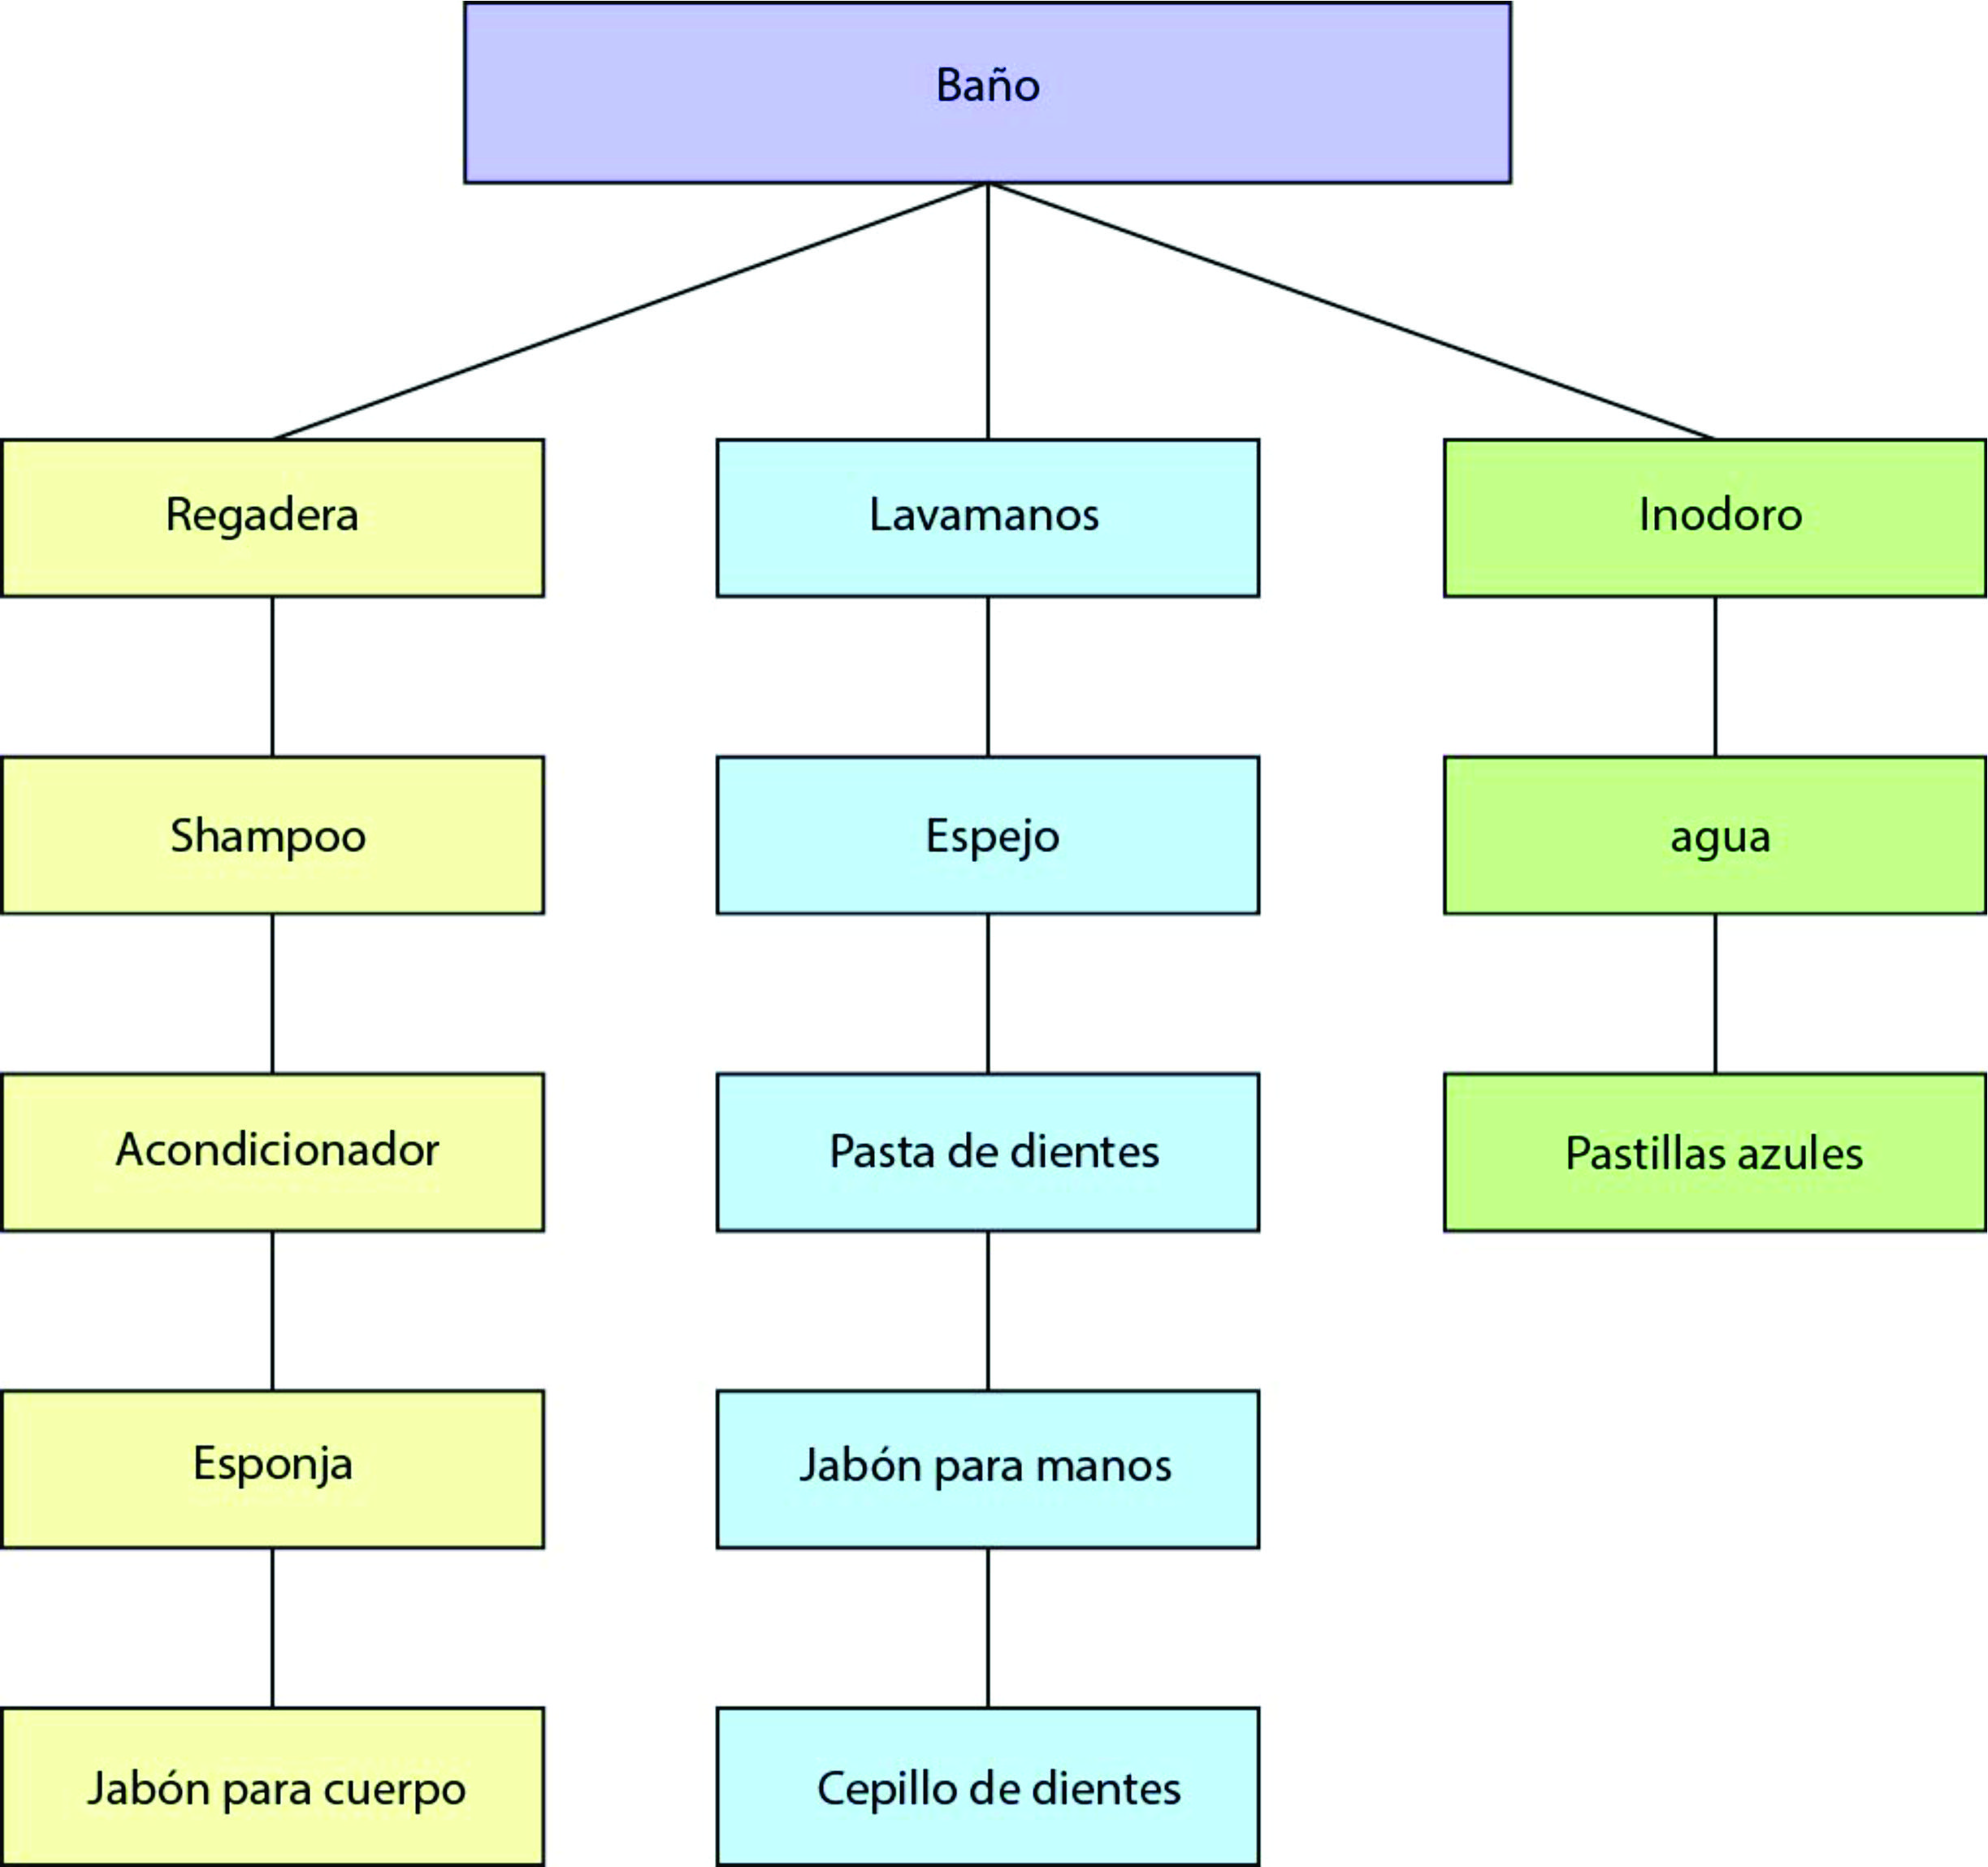 Baño
Regadera
Lavamanos
Inodoro
Shampoo
Espejo
agua
Acondicionador
Pasta de dientes
Pastillas azules
Esponja
Jabón para manos
Jabón para cuerpo
Cepillo de dientes